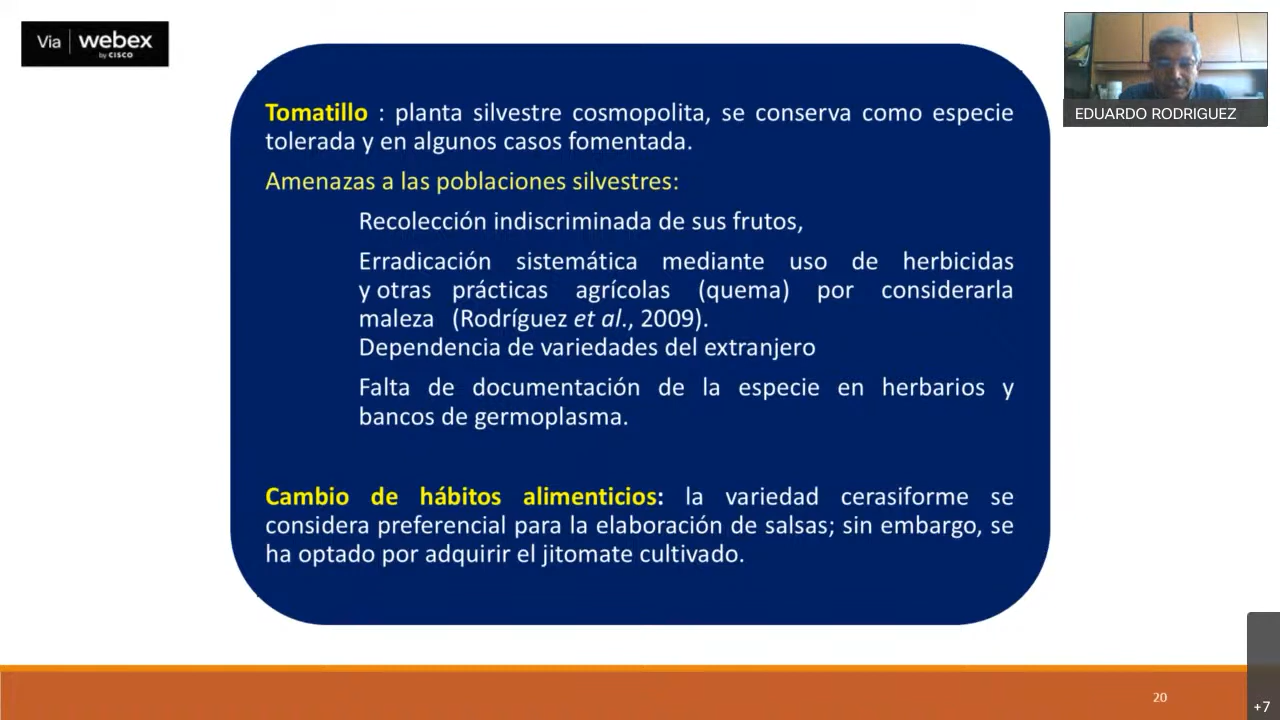 Via | webex
by CISCO
EDUARDO RODRIGUEZ
Tomatillo : planta silvestre cosmopolita, se conserva como especie
tolerada y en algunos casos fomentada.
Amenazas a las poblaciones silvestres:
Recolección indiscriminada de sus frutos,
Erradicación sistemática mediante uso de herbicidas
y otras prácticas agrícolas (quema) por considerarla
maleza (Rodríguez et al., 2009).
Dependencia de variedades del extranjero
Falta de documentación de la especie en herbarios y
bancos de germoplasma.
Cambio de hábitos alimenticios: la variedad cerasiforme se
considera preferencial para la elaboración de salsas; sin embargo, se
ha optado por adquirir el jitomate cultivado.
20
+7